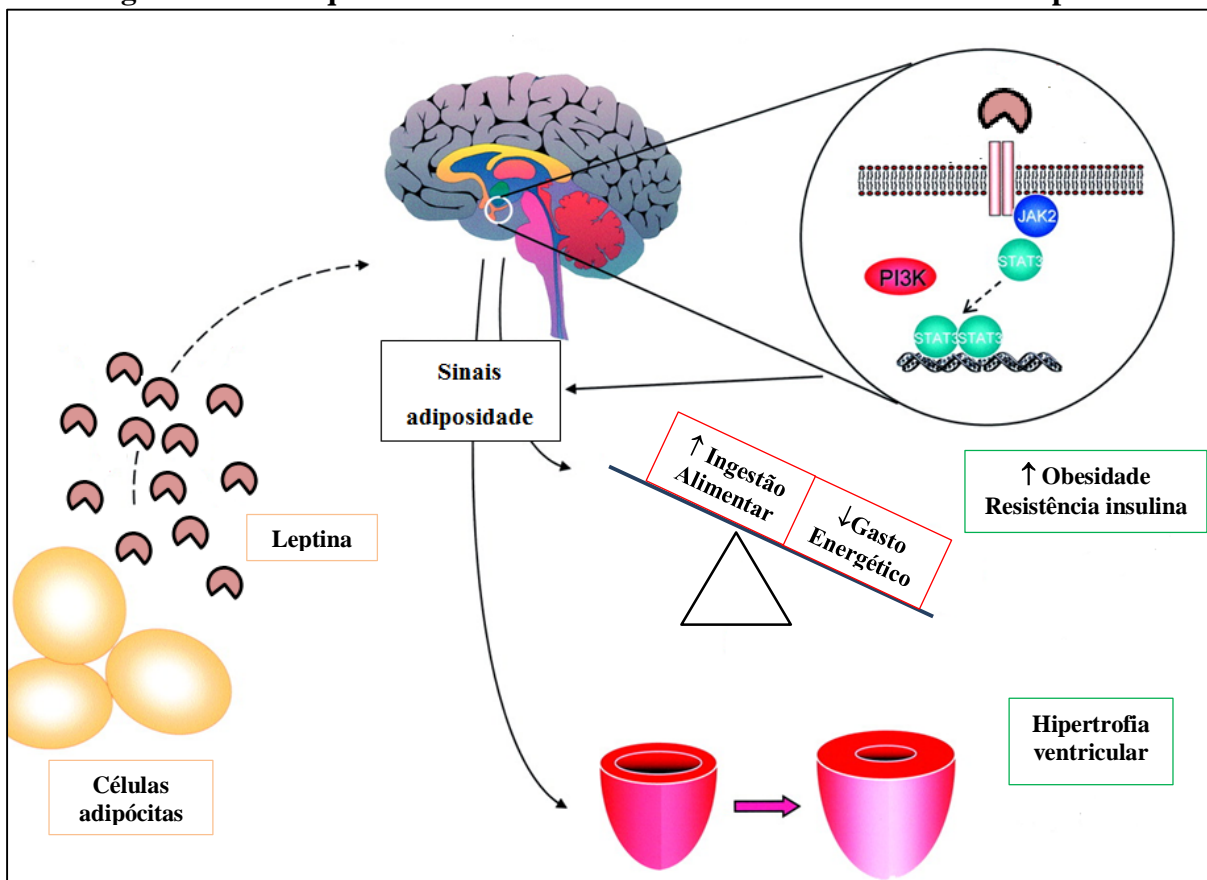 JAK2
STAT3
PI3K
STAT3 STAT3
Sinais
adiposidade
↑ Ingestão
Alimentar
↓Gasto
Energético
↑ Obesidade
Resistência insulina
Leptina
Hipertrofia
ventricular
Células
adipócitas